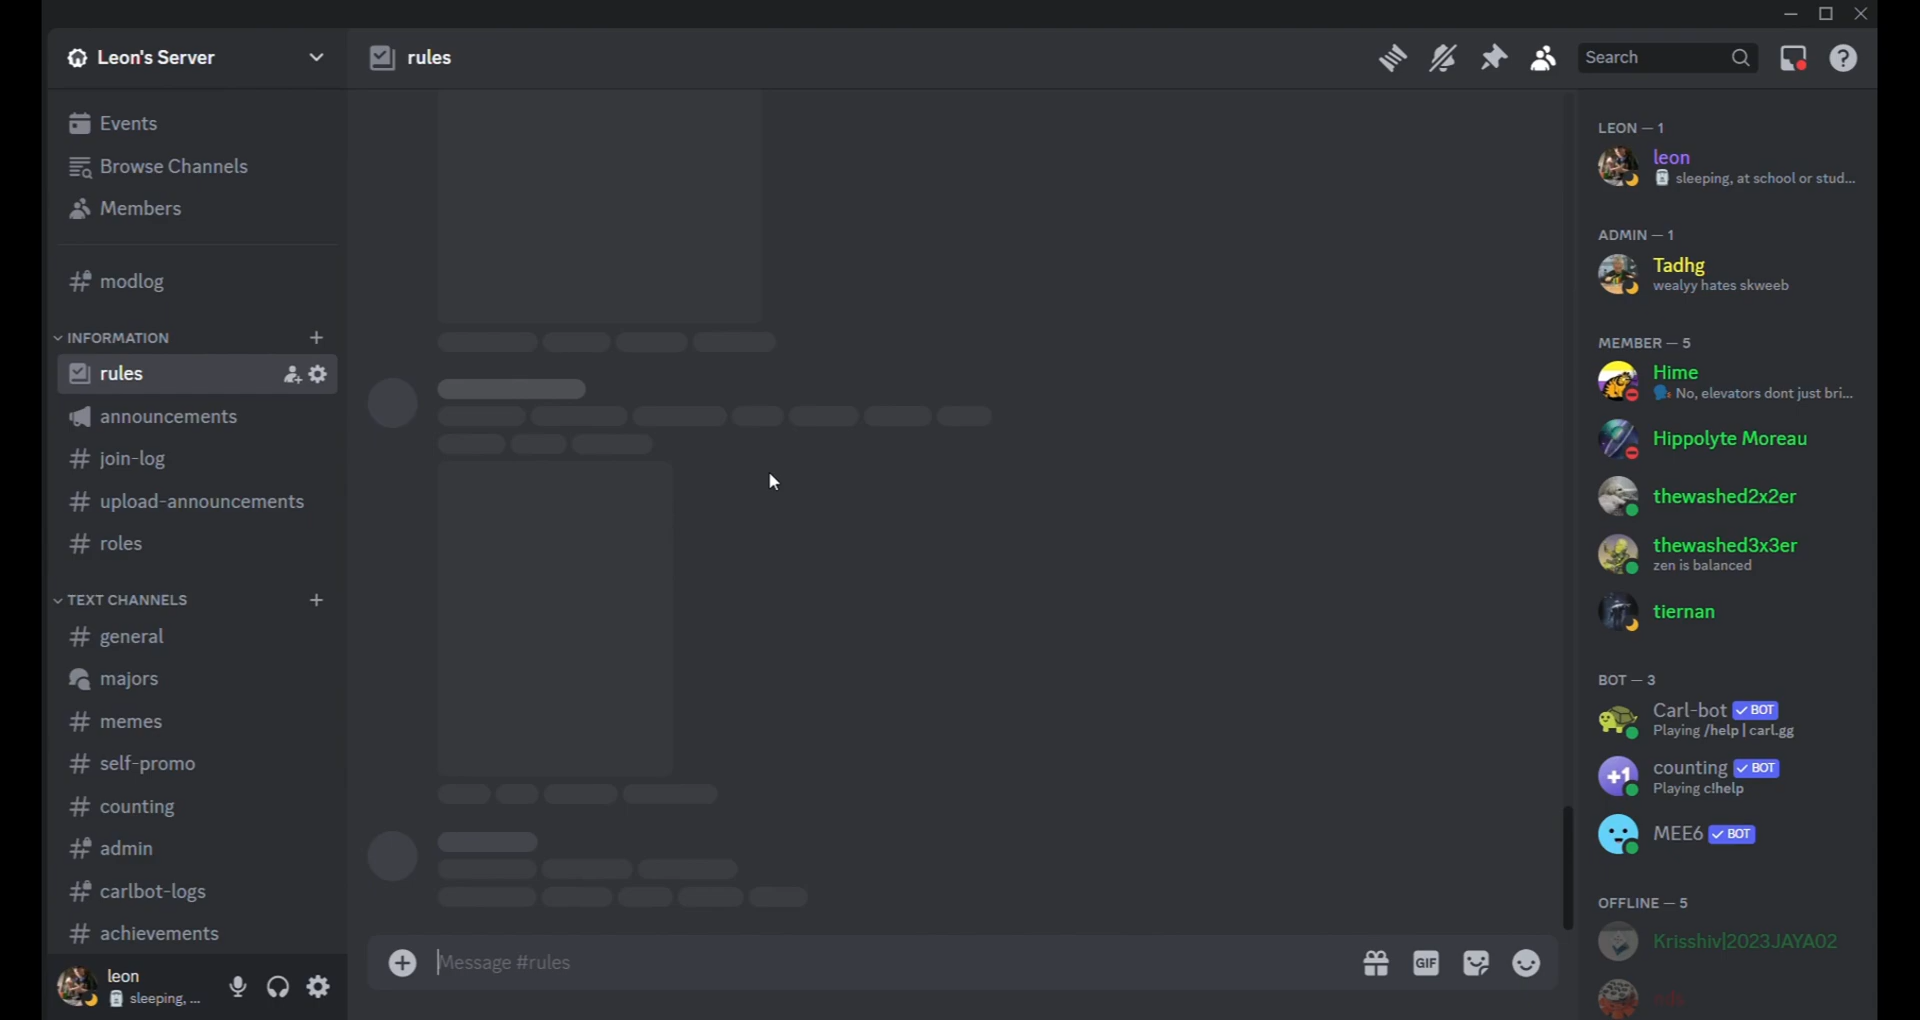 Leon's Server
rules
Search
Events
Browse Channels
Members
modlog
INFORMATION
rules
announcements
join-log
upload-announcements
roles
TEXT CHANNELS
general
majors
memes
self-promo
counting
admin
carlbot-logs
achievements
leon
sleeping, ...
Message #rules
GIF
LEON — 1
leon
sleeping, at school or stud...
ADMIN — 1
Tadhg
wealyy hates skweeb
MEMBER — 5
Hime
No, elevators dont just bri...
Hippolyte Moreau
thewashed2x2er
thewashed3x3er
zen is balanced
tiernan
BOT — 3
Carl-bot ✓ BOT
Playing /help | carl.gg
+1
counting ✓ BOT
Playing c!help
MEE6 ✓ BOT
OFFLINE — 5
Krisshiv|2023JAYA02